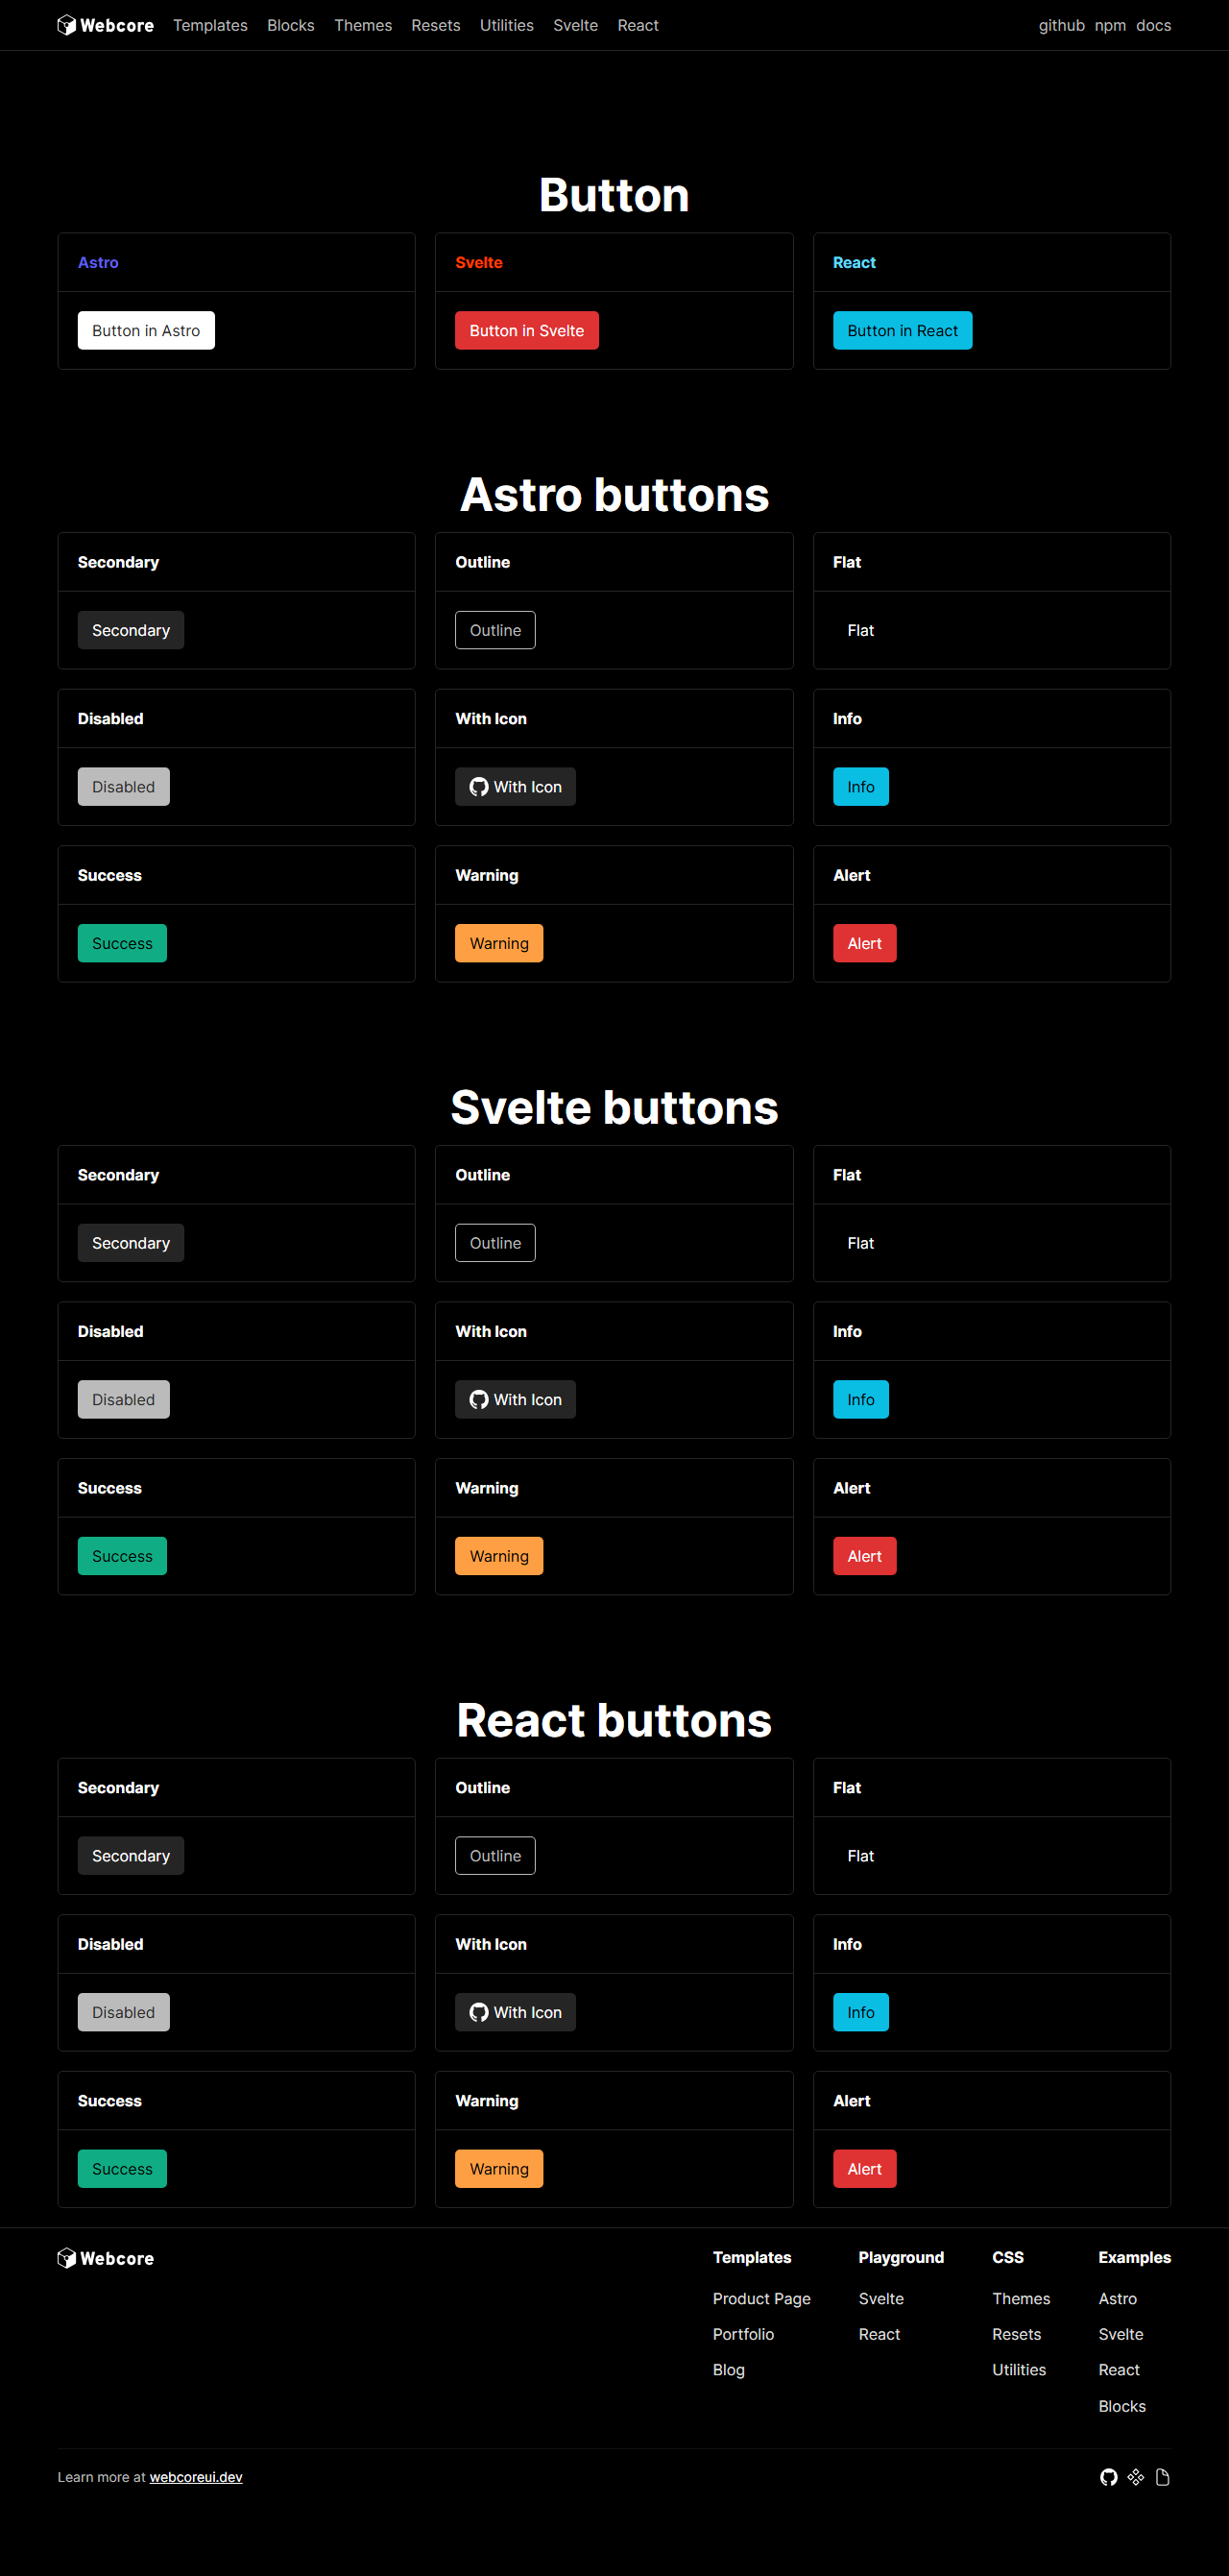 Webcore Templates Blocks Themes Resets Utilities Svelte React github npm docs
Button
Astro Svelte React
Button in Astro Button in Svelte Button in React
Astro buttons
Secondary Outline Flat
Secondary Outline Flat
Disabled With Icon Info
Disabled With Icon Info
Success Warning Alert
Success Warning Alert
Svelte buttons
Secondary Outline Flat
Secondary Outline Flat
Disabled With Icon Info
Disabled With Icon Info
Success Warning Alert
Success Warning Alert
React buttons
Secondary Outline Flat
Secondary Outline Flat
Disabled With Icon Info
Disabled With Icon Info
Success Warning Alert
Success Warning Alert
Webcore Templates Playground CSS Examples
Product Page Svelte Themes Astro
Portfolio React Resets Svelte
Blog Utilities React
Blocks
Learn more at webcoreui.dev